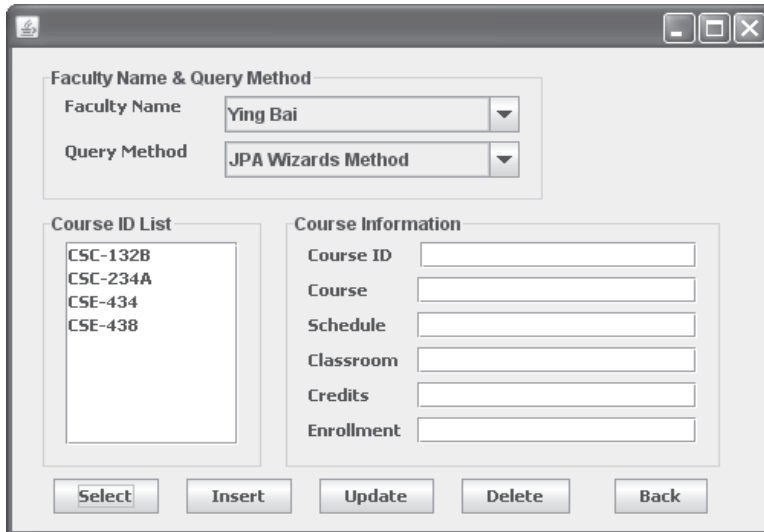 Faculty Name & Query Method
Faculty Name
Ying Bai
Query Method
JPA Wizards Method
Course ID List
CSC-132B
CSC-234A
CSE-434
CSE-438
Course Information
Course ID
Course
Schedule
Classroom
Credits
Enrollment
Select
Insert
Update
Delete
Back